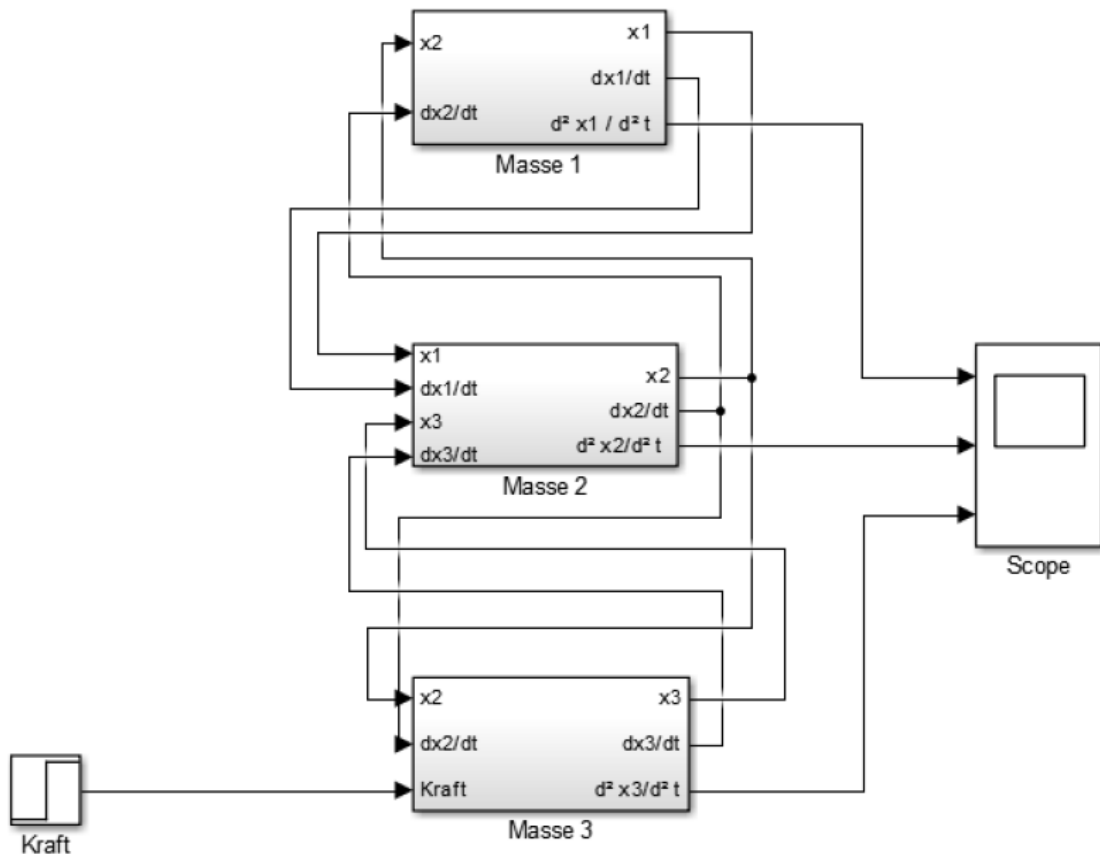 x2
dx2/dt
x1
dx1/dt
d² x1 / d² t
Masse 1
x1
dx1/dt
x3
dx3/dt
x2
dx2/dt
d² x2/d² t
Masse 2
Scope
x2
dx2/dt
Kraft
x3
dx3/dt
d² x3/d² t
Masse 3
Kraft